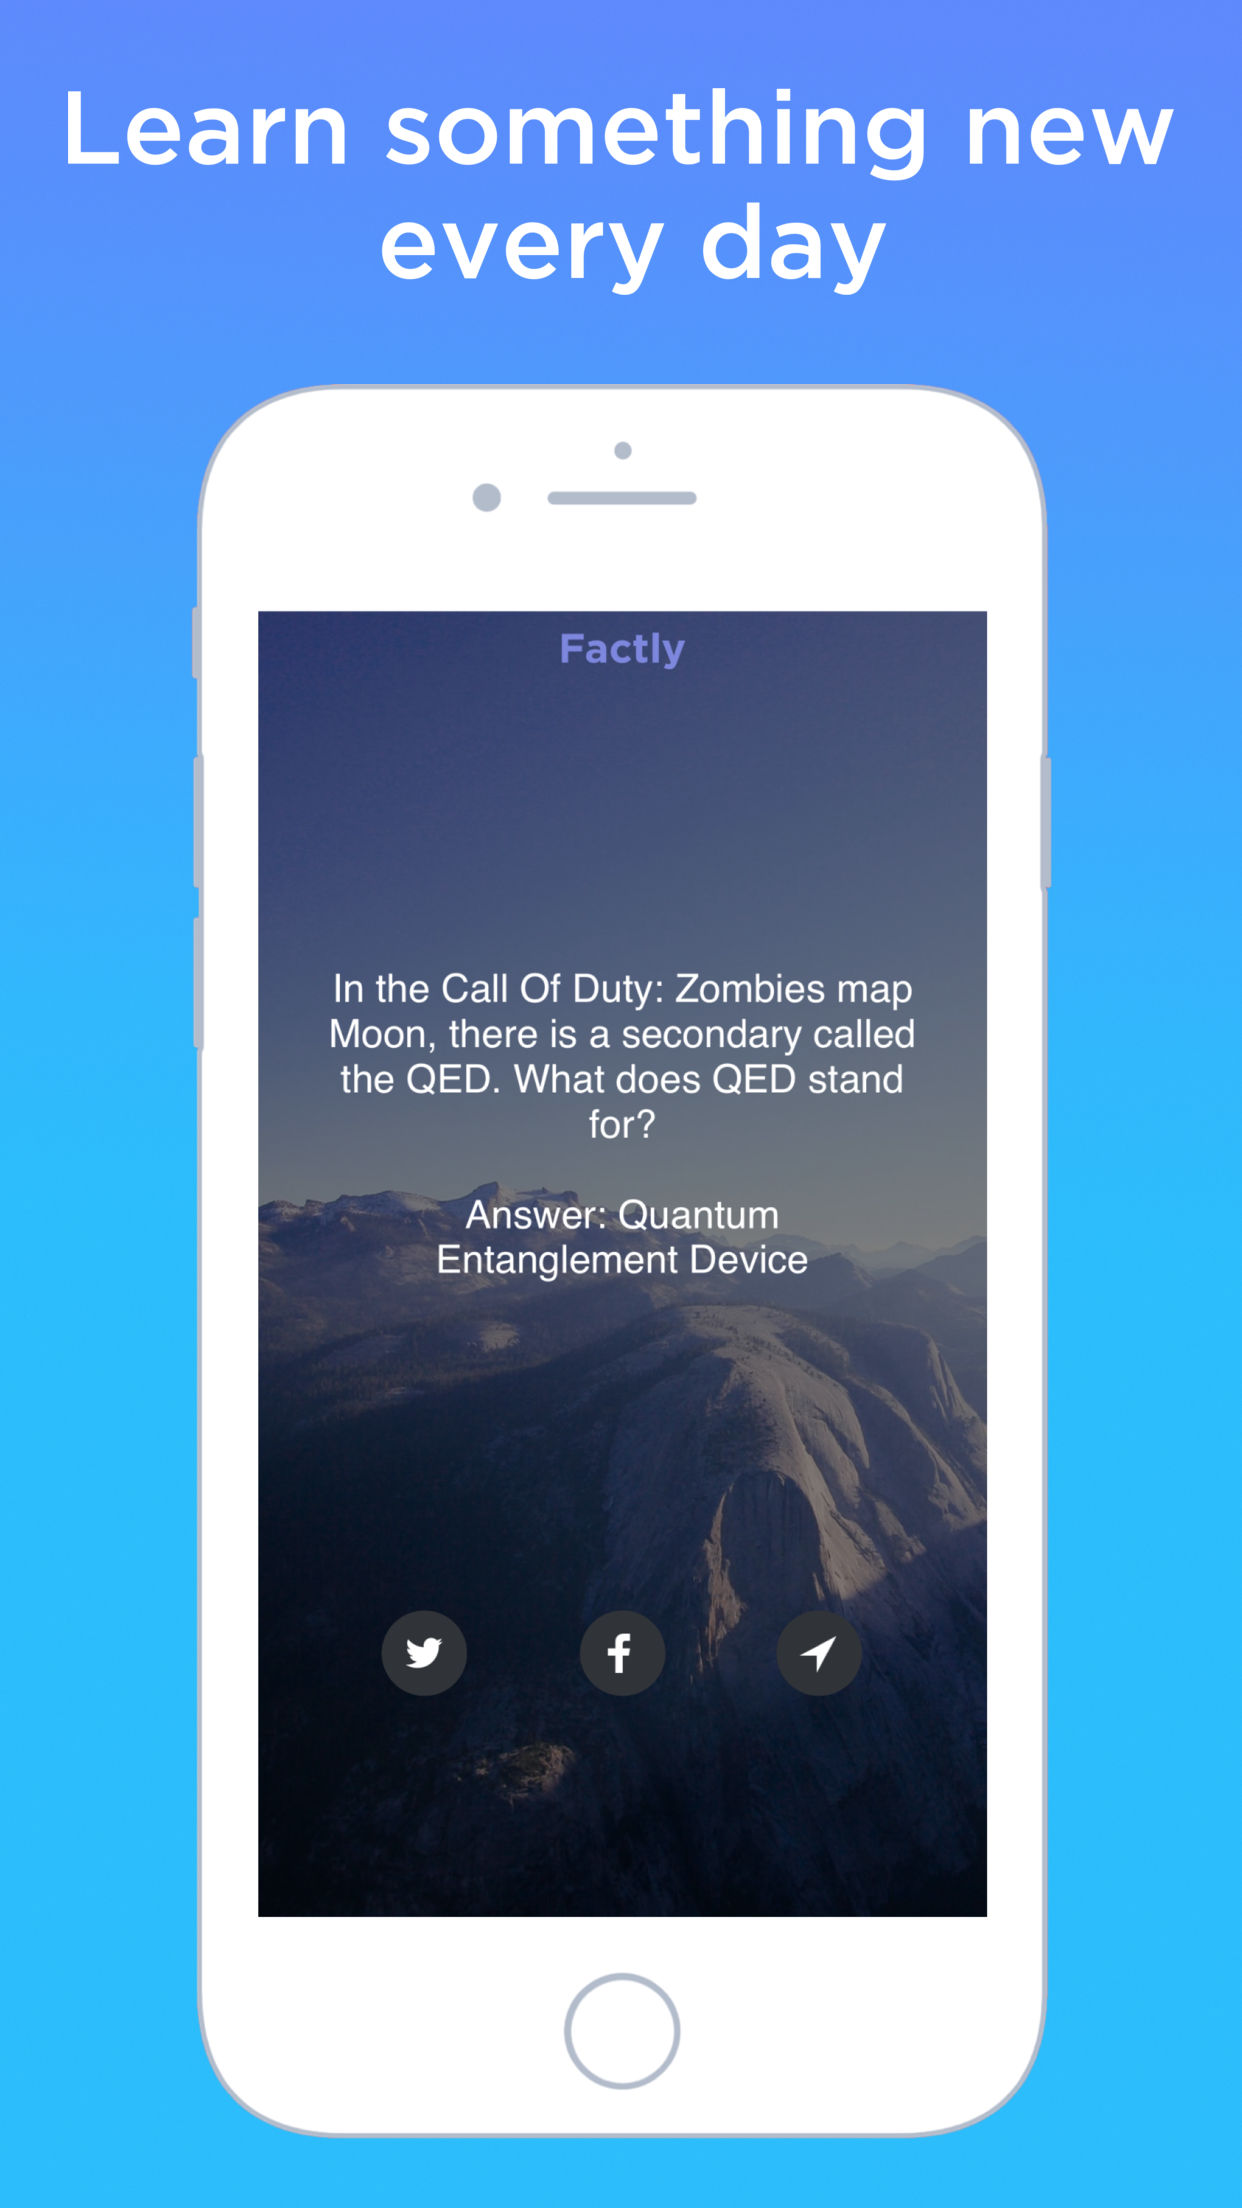 Learn something new
every day
Factly
In the Call Of Duty: Zombies map
Moon, there is a secondary called
the QED. What does QED stand
for?
Answer: Quantum
Entanglement Device